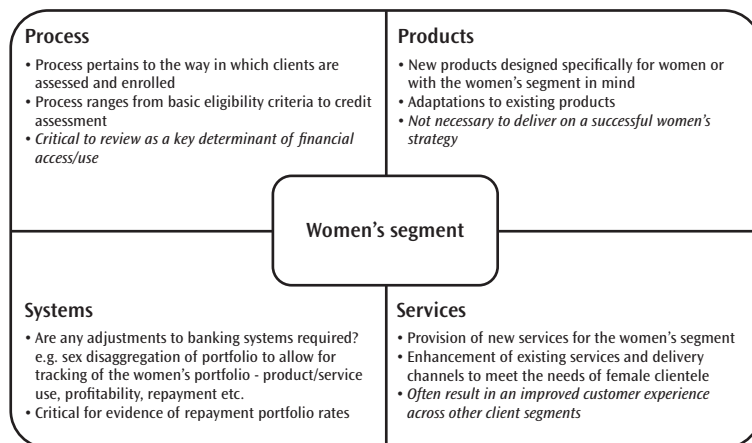 Process
• Process pertains to the way in which clients are
assessed and enrolled
• Process ranges from basic eligibility criteria to credit
assessment
• Critical to review as a key determinant of financial
access/use
Products
• New products designed specifically for women or
with the women's segment in mind
• Adaptations to existing products
• Not necessary to deliver on a successful women's
strategy
Women's segment
Systems
• Are any adjustments to banking systems required?
e.g. sex disaggregation of portfolio to allow for
tracking of the women's portfolio - product/service
use, profitability, repayment etc.
• Critical for evidence of repayment portfolio rates
Services
• Provision of new services for the women's segment
• Enhancement of existing services and delivery
channels to meet the needs of female clientele
• Often result in an improved customer experience
across other client segments